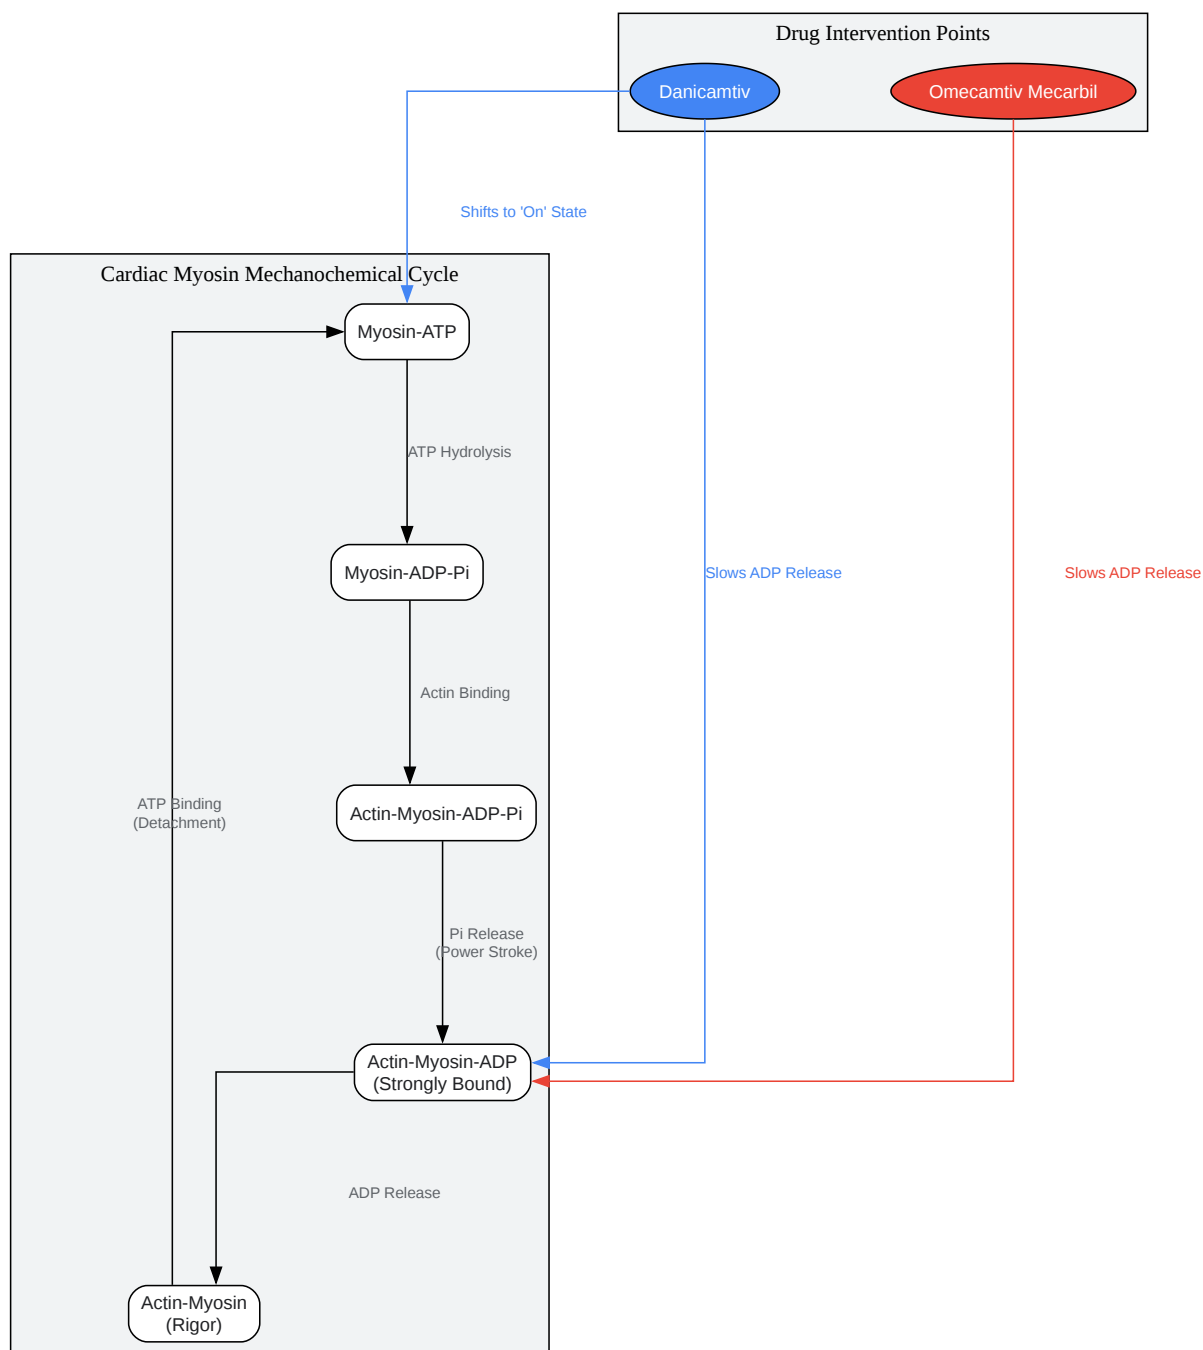 Drug Intervention Points
Danicamtiv
Omecamtiv Mecarbil
Shifts to 'On' State
Cardiac Myosin Mechanochemical Cycle
Myosin-ATP
ATP Hydrolysis
Myosin-ADP-Pi
Slows ADP Release
Slows ADP Release
Actin Binding
ATP Binding
(Detachment)
Actin-Myosin-ADP-Pi
Pi Release
(Power Stroke)
Actin-Myosin-ADP
(Strongly Bound)
ADP Release
Actin-Myosin
(Rigor)